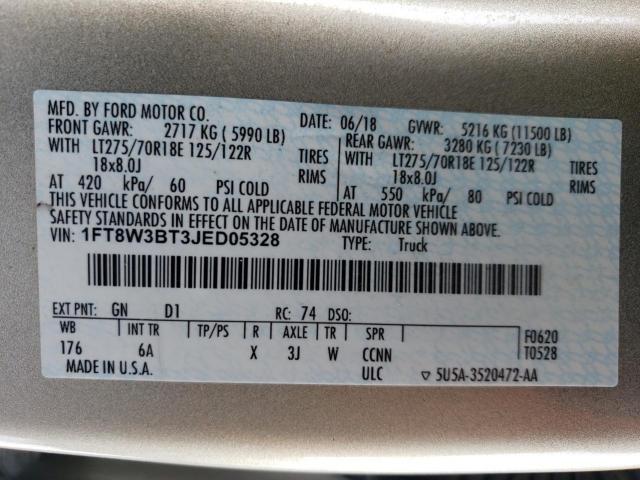 MFD. BY FORD MOTOR CO.
DATE: 06/18 GVWR: 5216 KG (11500 LB)
FRONT GAWR: 2717 KG ( 5990 LB)
REAR GAWR: 3280 KG ( 7230 LB)
WITH LT275/70R18E 125/122R TIRES
WITH LT275/70R18E 125/122R TIRES
18x8.0J RIMS
18x8.0J RIMS
AT 420 kPa/ 60 PSI COLD
AT 550 kPa/ 80 PSI COLD
THIS VEHICLE CONFORMS TO ALL APPLICABLE FEDERAL MOTOR VEHICLE
SAFETY STANDARDS IN EFFECT ON THE DATE OF MANUFACTURE SHOWN ABOVE.
VIN: 1FT8W3BT3JED05328
TYPE: Truck
EXT PNT: GN D1 RC: 74 DSO:
WB INT TR TP/PS R AXLE TR SPR
F0620
176 6A X 3J W CCNN
T0528
MADE IN U.S.A. ULC ▽ 5U5A-3520472-AA